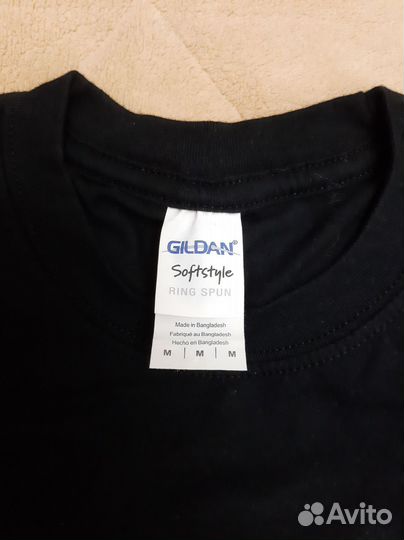 GILDAN®
Softstyle
RING SPUN
Made in Bangladesh
Fabriqué au Bangladesh
Hecho en Bangladesh
M | M | M
Avito